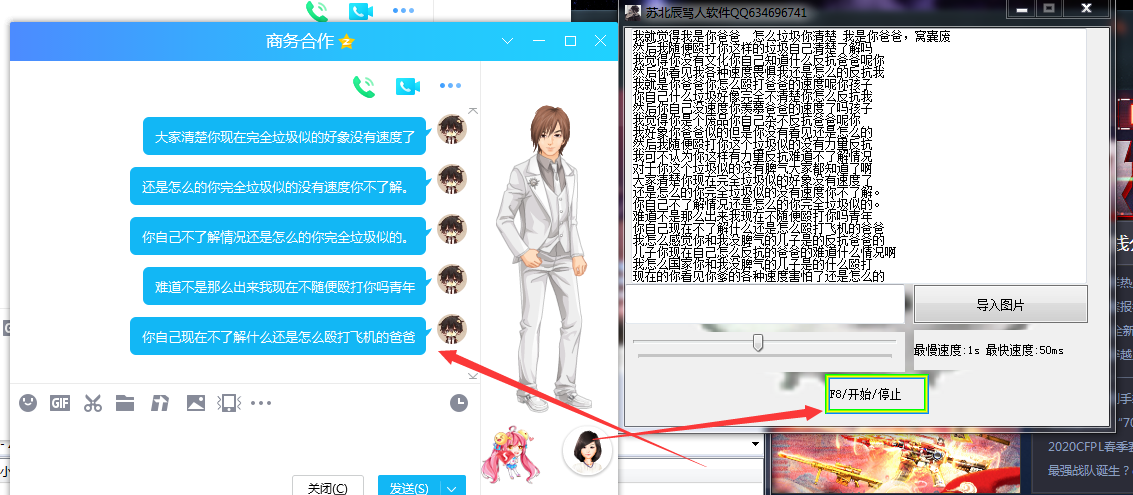 商务合作
大家清楚你现在完全垃圾似的好象没有速度了
还是怎么的你完全垃圾似的没有速度你不了解。
你自己不了解情况还是怎么的你完全垃圾似的。
难道不是那么出来我现在不随便殴打你吗青年
你自己现在不了解什么还是怎么殴打飞机的爸爸
GIF
关闭(C)
发送(S)
苏北辰骂人软件QQ634696741
我就觉得我是你爸爸 怎么垃圾你清楚 我是你爸爸，窝囊废
然后我随便殴打你这样的垃圾自己清楚了解吗
我觉得你没有文化你自己知道什么反抗爸爸呢你
然后你看见我各种速度畏惧我还是怎么的反抗我
我就是你爸爸你怎么殴打爸爸的速度呢你孩子
你自己什么垃圾好像完全不清楚你怎么反抗我
然后你自己没速度你羡慕爸爸的速度了吗孩子
我觉得你是个废品你自己杂不反抗爸爸呢你
我好象你爸爸似的但是你没有看见还是怎么的
然后我随便殴打你这个垃圾似的没有力量反抗
我可不认为你这样有力量反抗难道不了解情况
对于你这个垃圾似的没有脾气大家都知道了啊
大家清楚你现在完全垃圾似的好象没有速度了
还是怎么的你完全垃圾似的没有速度你不了解。
你自己不了解情况还是怎么的你完全垃圾似的。
难道不是那么出来我现在不随便殴打你吗青年
你自己现在不了解什么还是怎么殴打飞机的爸爸
我怎么感觉你和我没脾气的儿子是的反抗爸爸的
儿子你现在自己怎么反抗的爸爸的难道什么情况啊
我怎么国家你和我没脾气的儿子是的什么殴打
现在的你看见你爹的各种速度害怕了还是怎么的
导入图片
最慢速度:1s 最快速度:50ms
F8/开始/停止
2020CFPL春季赛
最强战队诞生？